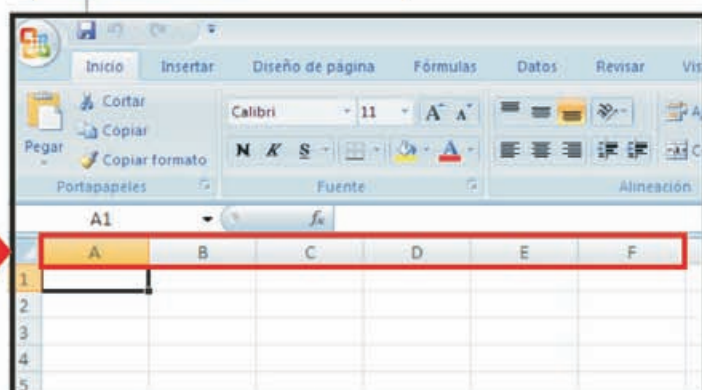 Inicio Insertar Diseño de página Fórmulas Datos Revisar
Cortar
Copiar
Copiar formato
Pegar
Portapapeles
Calibri 11 A A
N K S A
Fuente
Alineación
A1 fx
A B C D E F
1
2
3
4
5